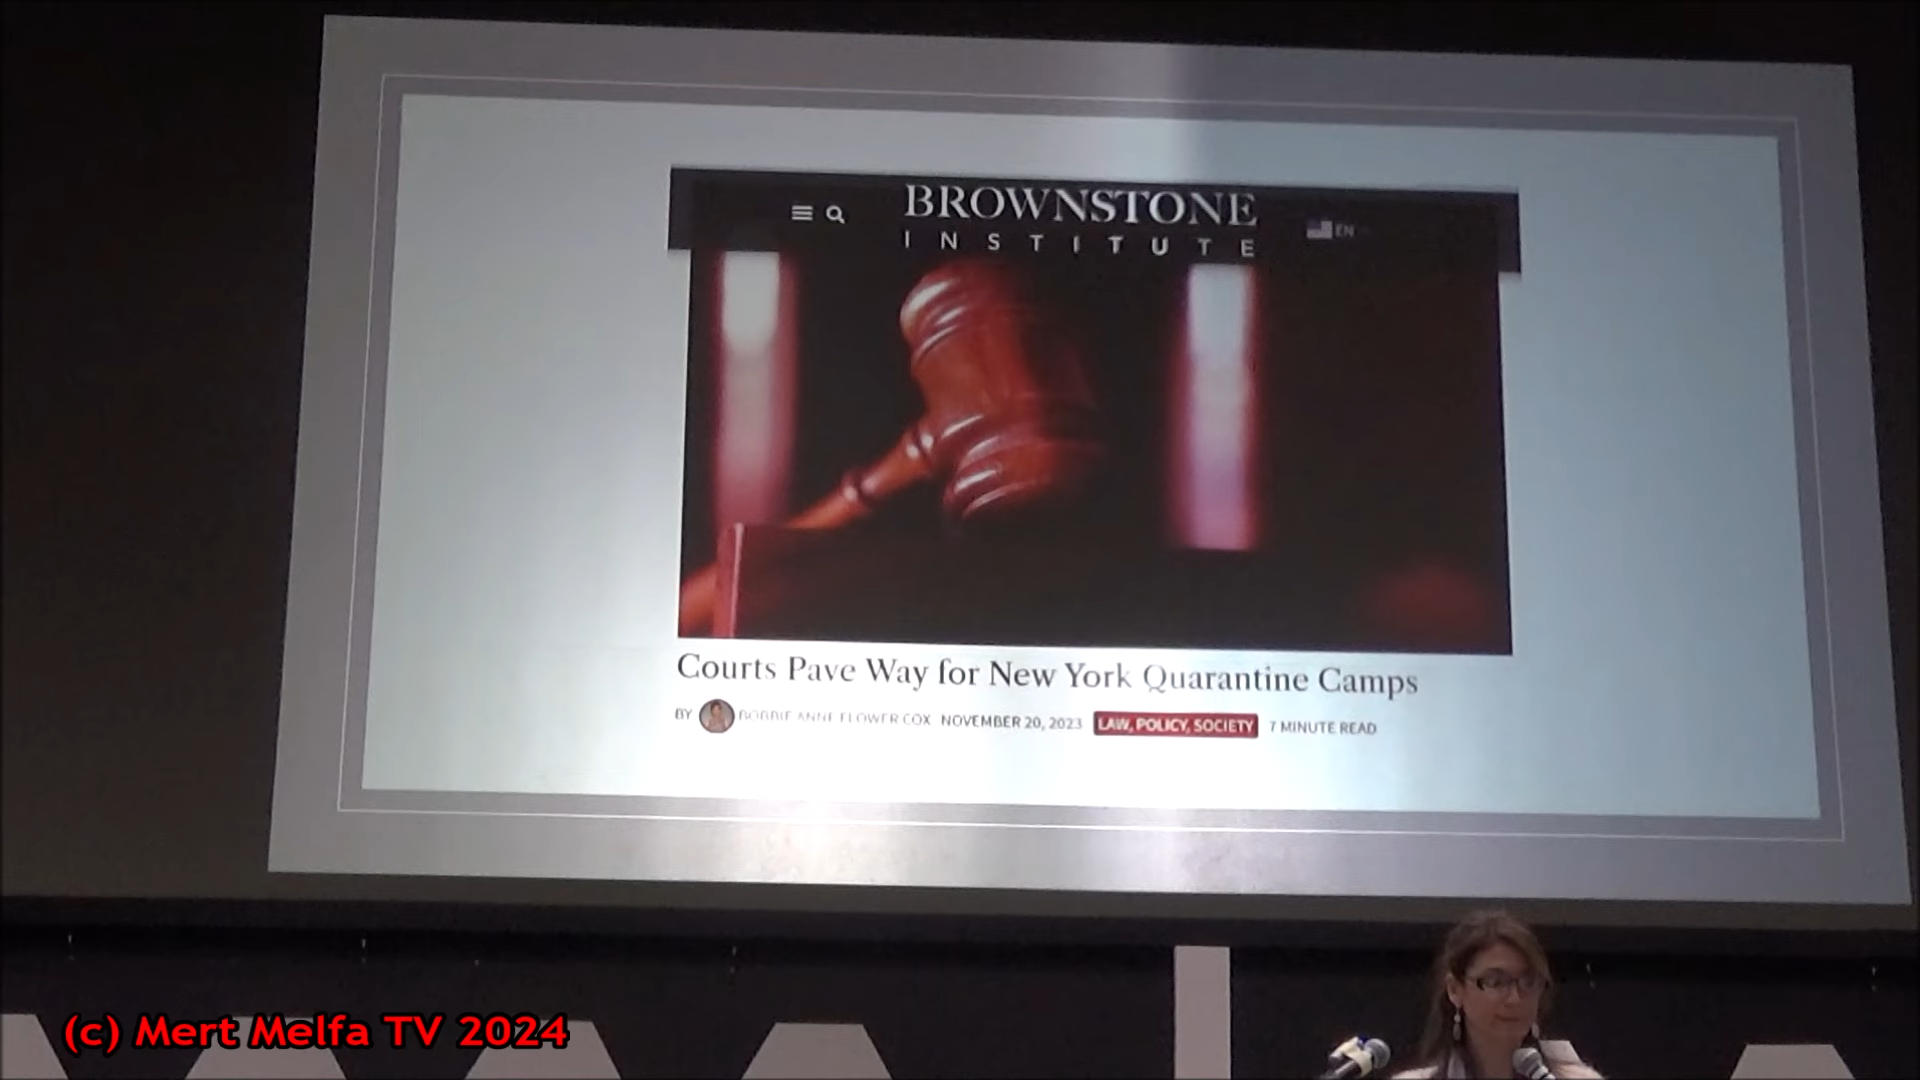 BROWNSTONE
INSTITUTE
EN
Courts Pave Way for New York Quarantine Camps
BY BOBBIE ANNE FLOWER COX NOVEMBER 20, 2023 LAW, POLICY, SOCIETY 7 MINUTE READ
(c) Mert Melfa TV 2024